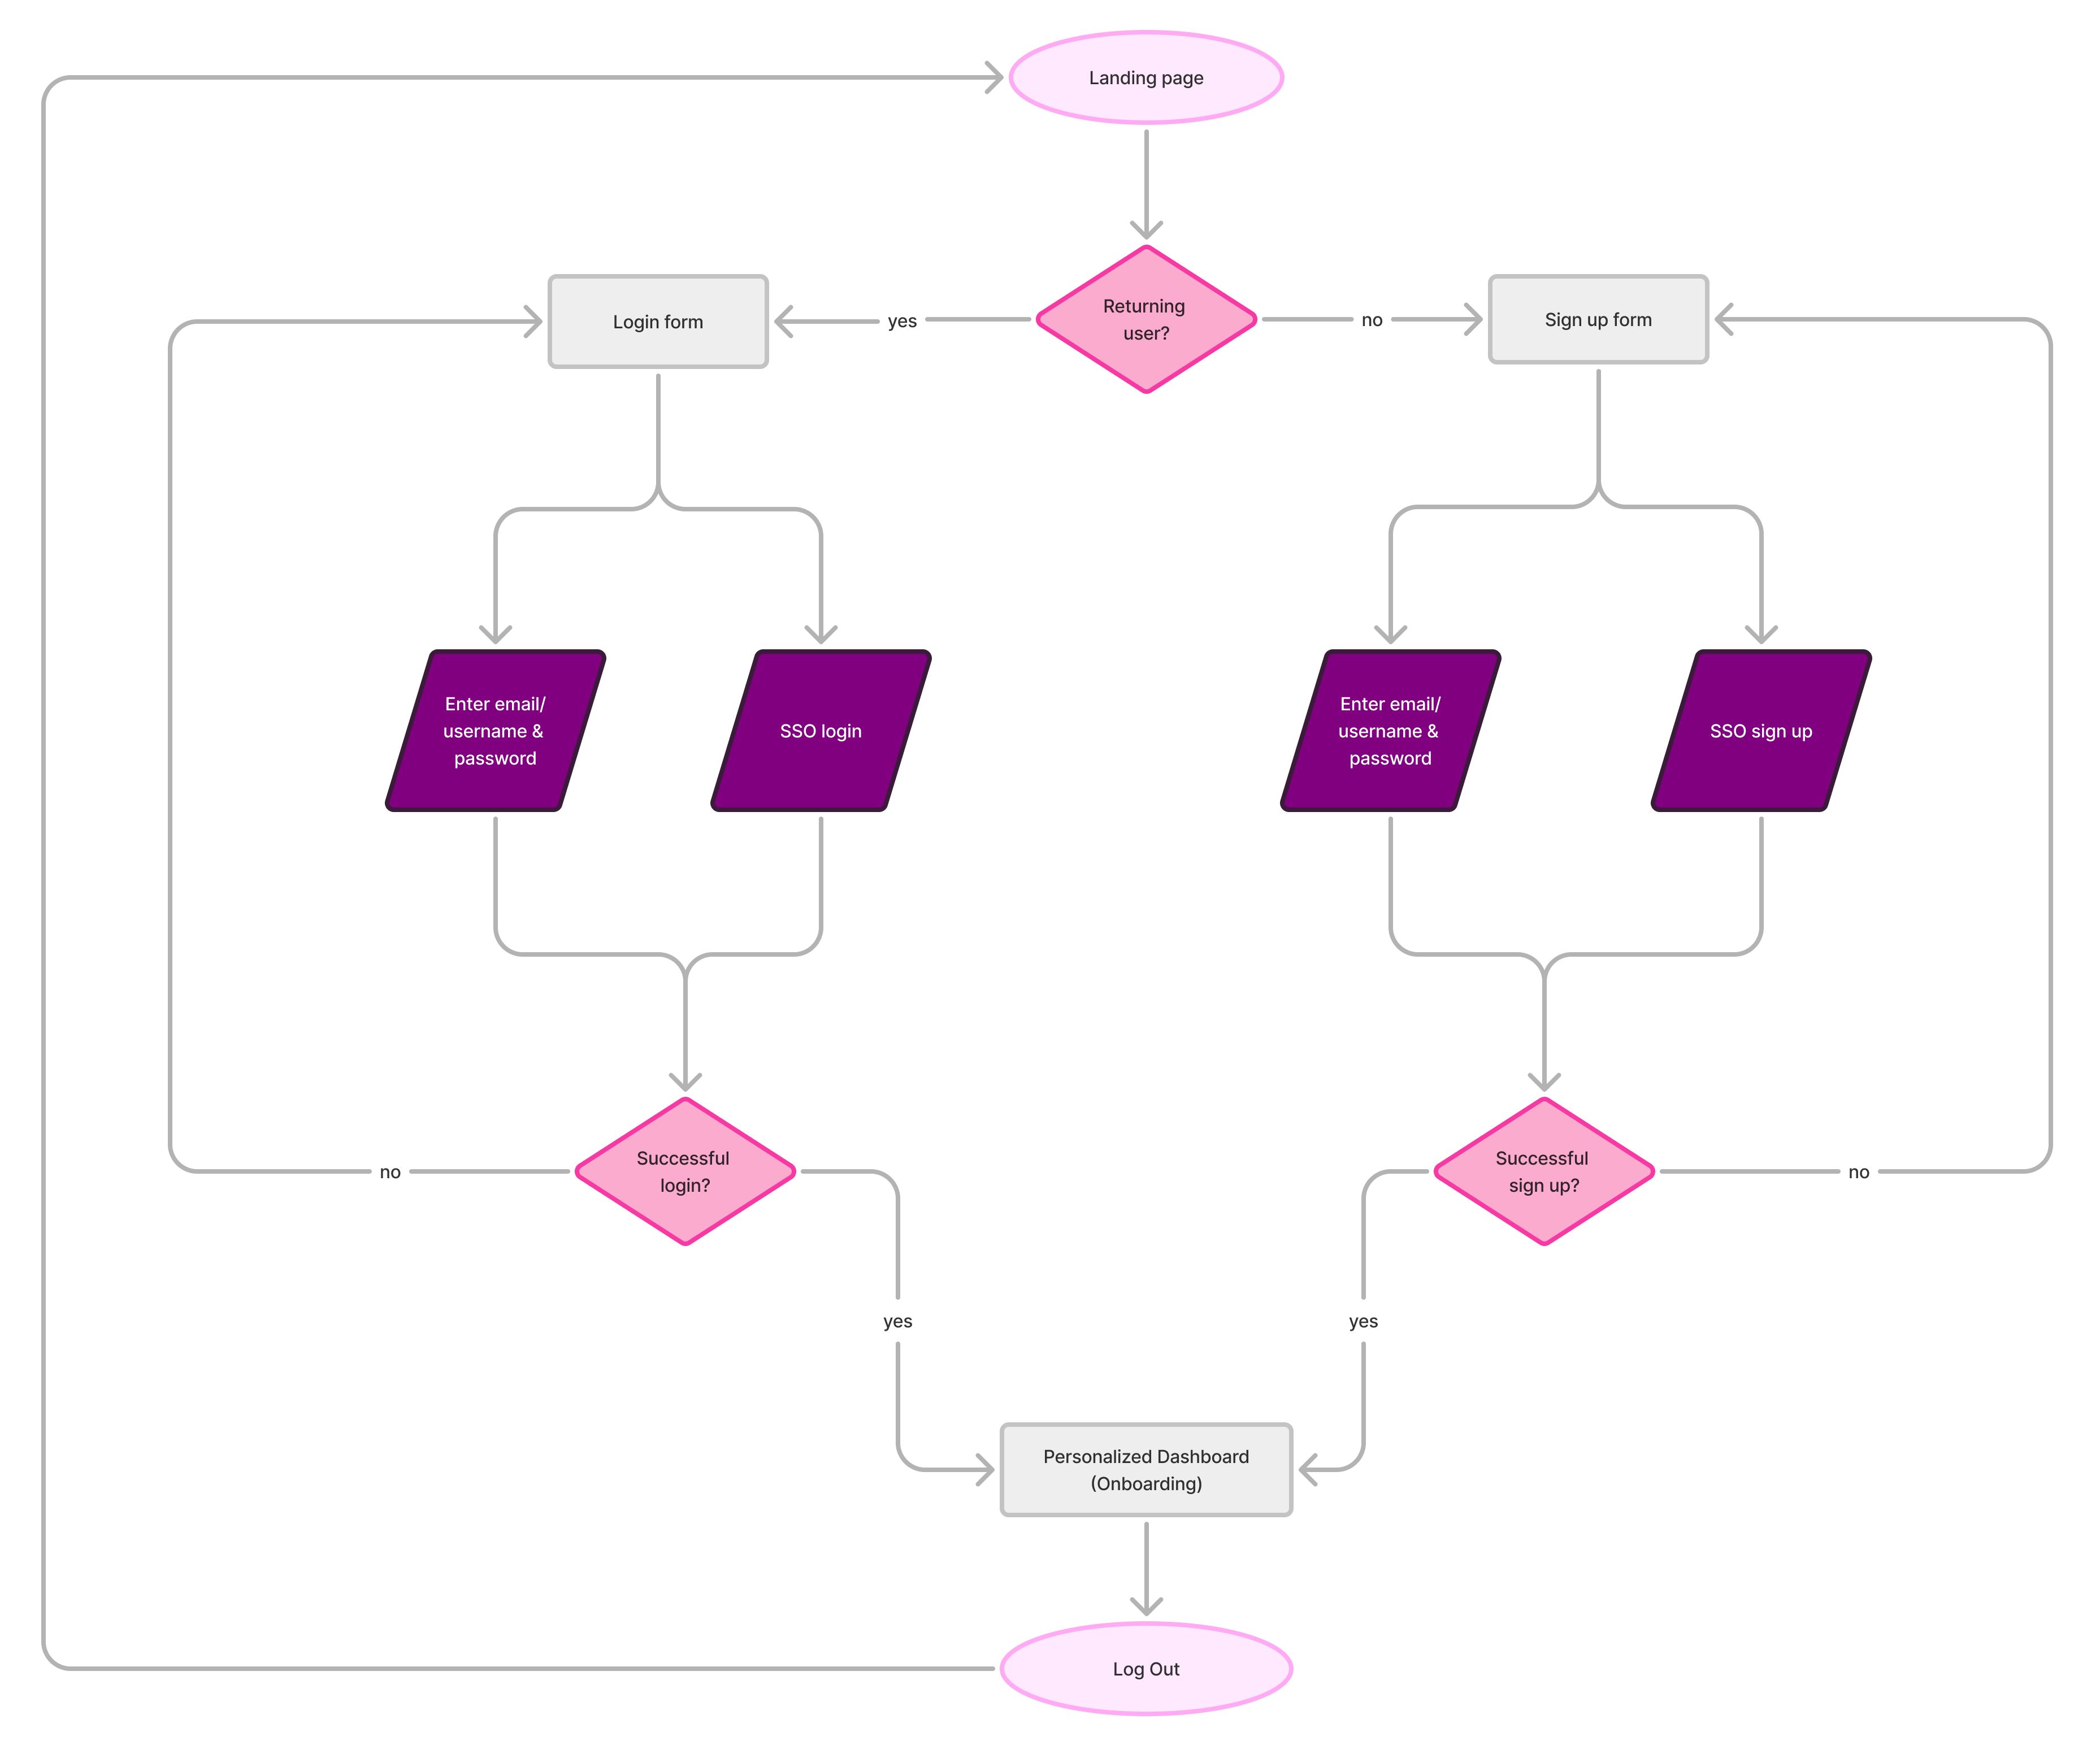 Landing page
Returning
user?
Login form
yes
no
Sign up form
Enter email/
username &
password
SSO login
Enter email/
username &
password
SSO sign up
Successful
login?
no
Successful
sign up?
no
yes
yes
Personalized Dashboard
(Onboarding)
Log Out